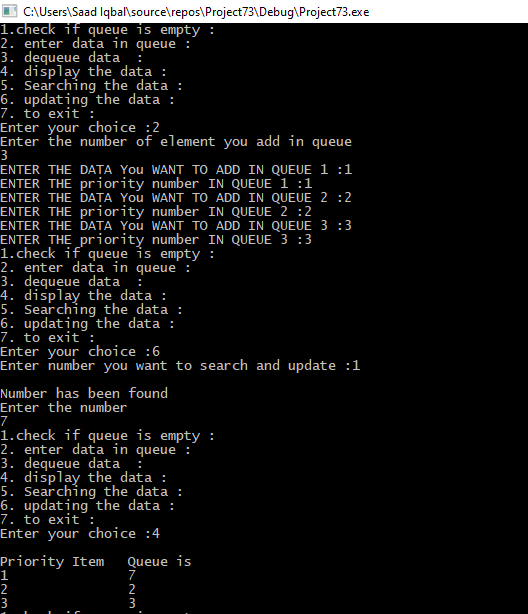 C:\Users\Saad Iqbal\source\repos\Project73\Debug\Project73.exe
1.check if queue is empty :
2. enter data in queue :
3. dequeue data  :
4. display the data :
5. Searching the data :
6. updating the data :
7. to exit :
Enter your choice :2
Enter the number of element you add in queue
3
ENTER THE DATA You WANT TO ADD IN QUEUE 1 :1
ENTER THE priority number IN QUEUE 1 :1
ENTER THE DATA You WANT TO ADD IN QUEUE 2 :2
ENTER THE priority number IN QUEUE 2 :2
ENTER THE DATA You WANT TO ADD IN QUEUE 3 :3
ENTER THE priority number IN QUEUE 3 :3
1.check if queue is empty :
2. enter data in queue :
3. dequeue data  :
4. display the data :
5. Searching the data :
6. updating the data :
7. to exit :
Enter your choice :6
Enter number you want to search and update :1
Number has been found
Enter the number
7
1.check if queue is empty :
2. enter data in queue :
3. dequeue data  :
4. display the data :
5. Searching the data :
6. updating the data :
7. to exit :
Enter your choice :4
Priority Item   Queue is
1               7
2               2
3               3